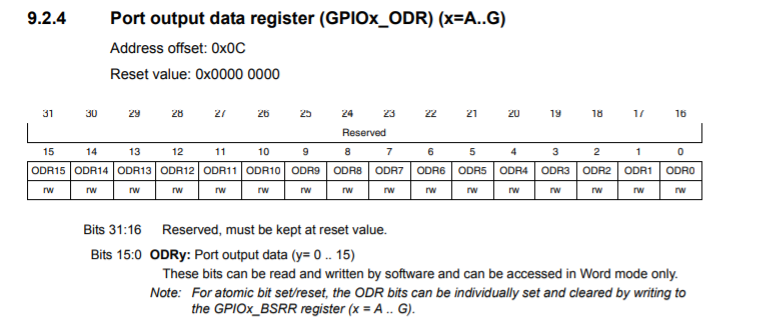 9.2.4 Port output data register (GPIOx_ODR) (x=A..G)
Address offset: 0x0C
Reset value: 0x0000 0000
31 30 29 28 27 26 25 24 23 22 21 20 19 18 17 16
Reserved
15 14 13 12 11 10 9 8 7 6 5 4 3 2 1 0
ODR15 ODR14 ODR13 ODR12 ODR11 ODR10 ODR9 ODR8 ODR7 ODR6 ODR5 ODR4 ODR3 ODR2 ODR1 ODR0
rw rw rw rw rw rw rw rw rw rw rw rw rw rw rw rw
Bits 31:16 Reserved, must be kept at reset value.
Bits 15:0 ODRy: Port output data (y= 0 .. 15)
These bits can be read and written by software and can be accessed in Word mode only.
Note: For atomic bit set/reset, the ODR bits can be individually set and cleared by writing to
the GPIOx_BSRR register (x = A .. G).